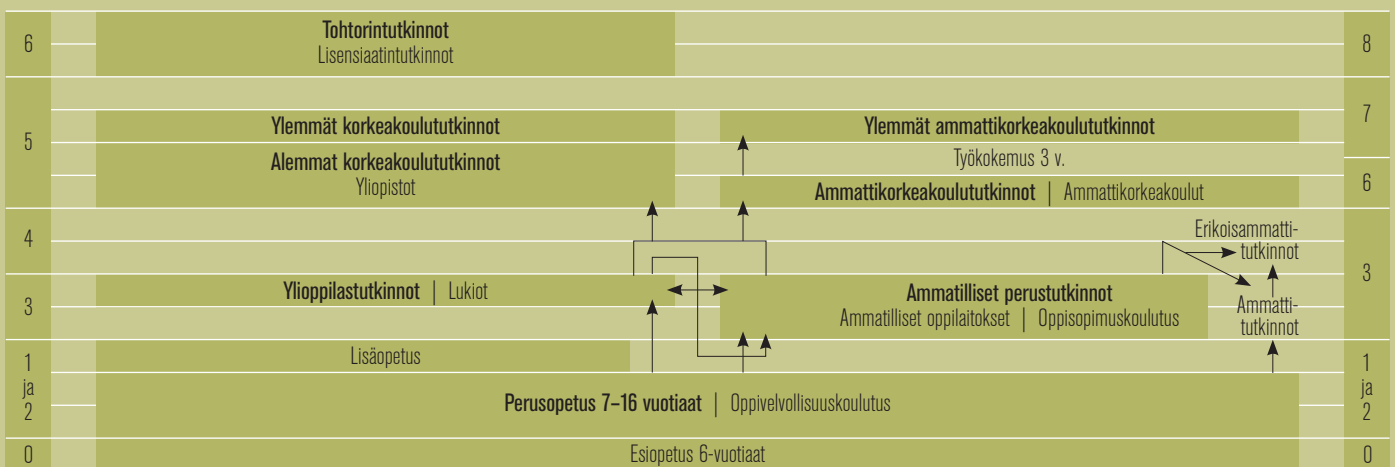 6
Tohtorintutkinnot
Lisensiaatintutkinnot
8
5
Ylemmät korkeakoulututkinnot
Ylemmät ammattikorkeakoulututkinnot
7
Alemmat korkeakoulututkinnot
Yliopistot
Työkokemus 3 v.
Ammattikorkeakoulututkinnot | Ammattikorkeakoulut
6
4
Erikoisammatti-
tutkinnot
3
Ylioppilastutkinnot | Lukiot
Ammatilliset perustutkinnot
Ammatilliset oppilaitokset | Oppisopimuskoulutus
Ammatti-
tutkinnot
3
1
ja
2
Lisäopetus
Perusopetus 7–16 vuotiaat | Oppivelvollisuuskoulutus
1
ja
2
0
Esiopetus 6-vuotiaat
0